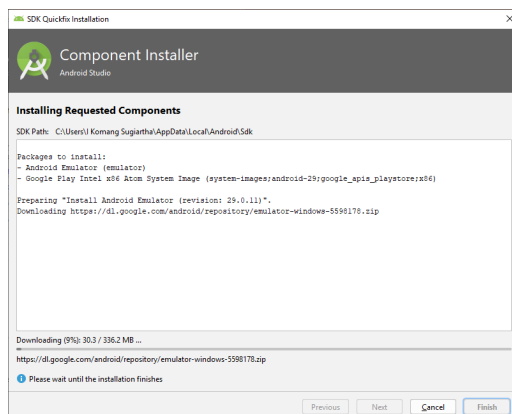 SDK Quickfix Installation
Component Installer
Android Studio
Installing Requested Components
SDK Path: C:\Users\I Komang Sugiartha\AppData\Local\Android\Sdk
Packages to install:
- Android Emulator (emulator)
- Google Play Intel x86 Atom System Image (system-images;android-29;google_apis_playstore;x86)
Preparing "Install Android Emulator (revision: 29.0.11)".
Downloading https://dl.google.com/android/repository/emulator-windows-5598178.zip
Downloading (9%): 30.3 / 336.2 MB ...
https://dl.google.com/android/repository/emulator-windows-5598178.zip
Please wait until the installation finishes
Previous Next Cancel Finish